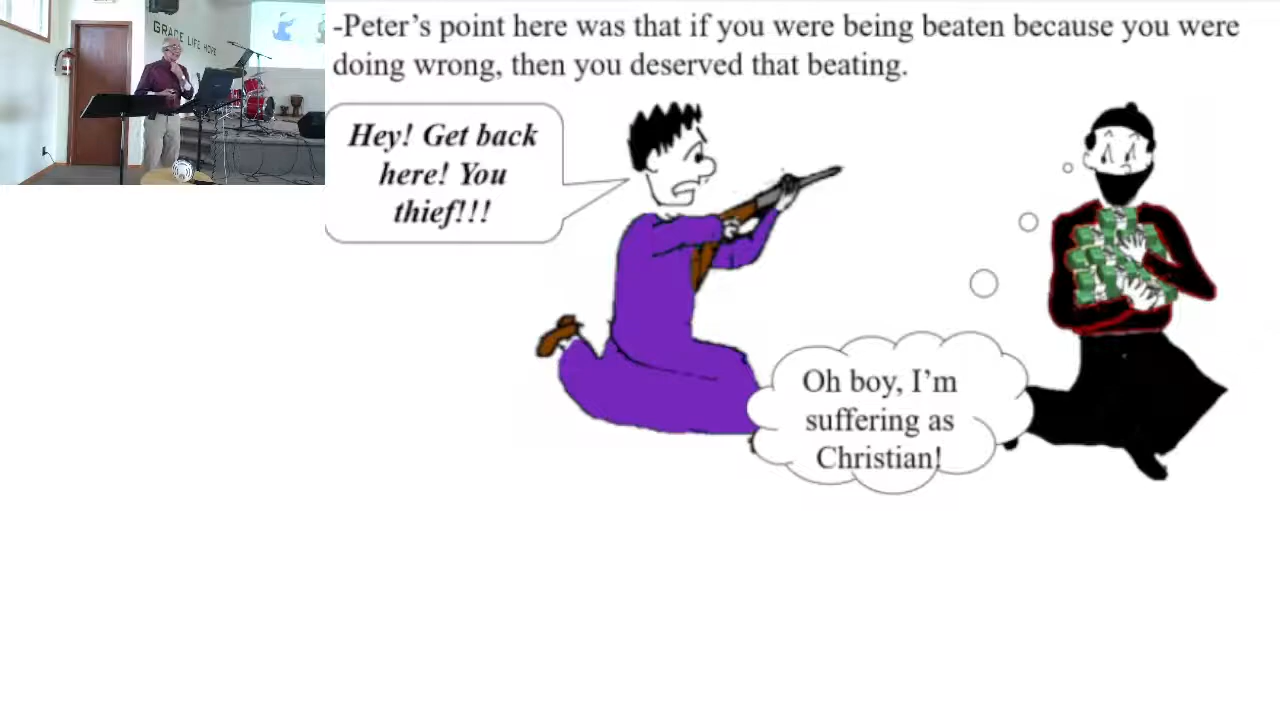 GRACE LIFE HOPE
-Peter's point here was that if you were being beaten because you were
doing wrong, then you deserved that beating.
Hey! Get back
here! You
thief!!!
Oh boy, I'm
suffering as
Christian!